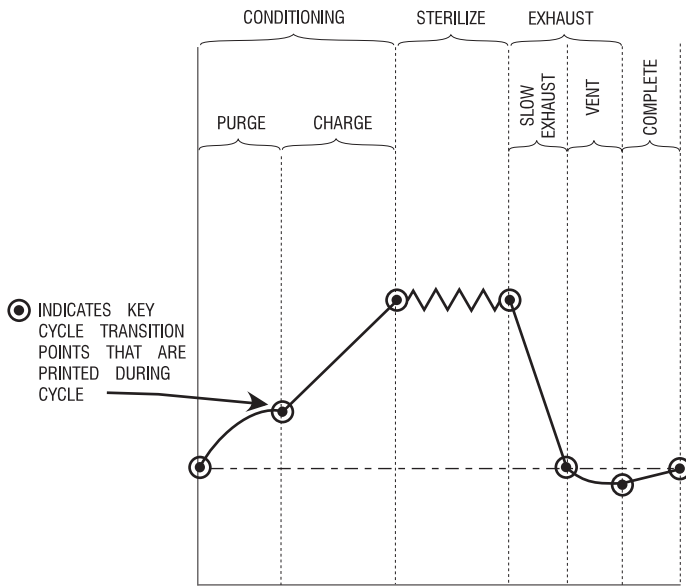 CONDITIONING STERILIZE EXHAUST
PURGE CHARGE
SLOW
EXHAUST
VENT
COMPLETE
INDICATES KEY
CYCLE TRANSITION
POINTS THAT ARE
PRINTED DURING
CYCLE